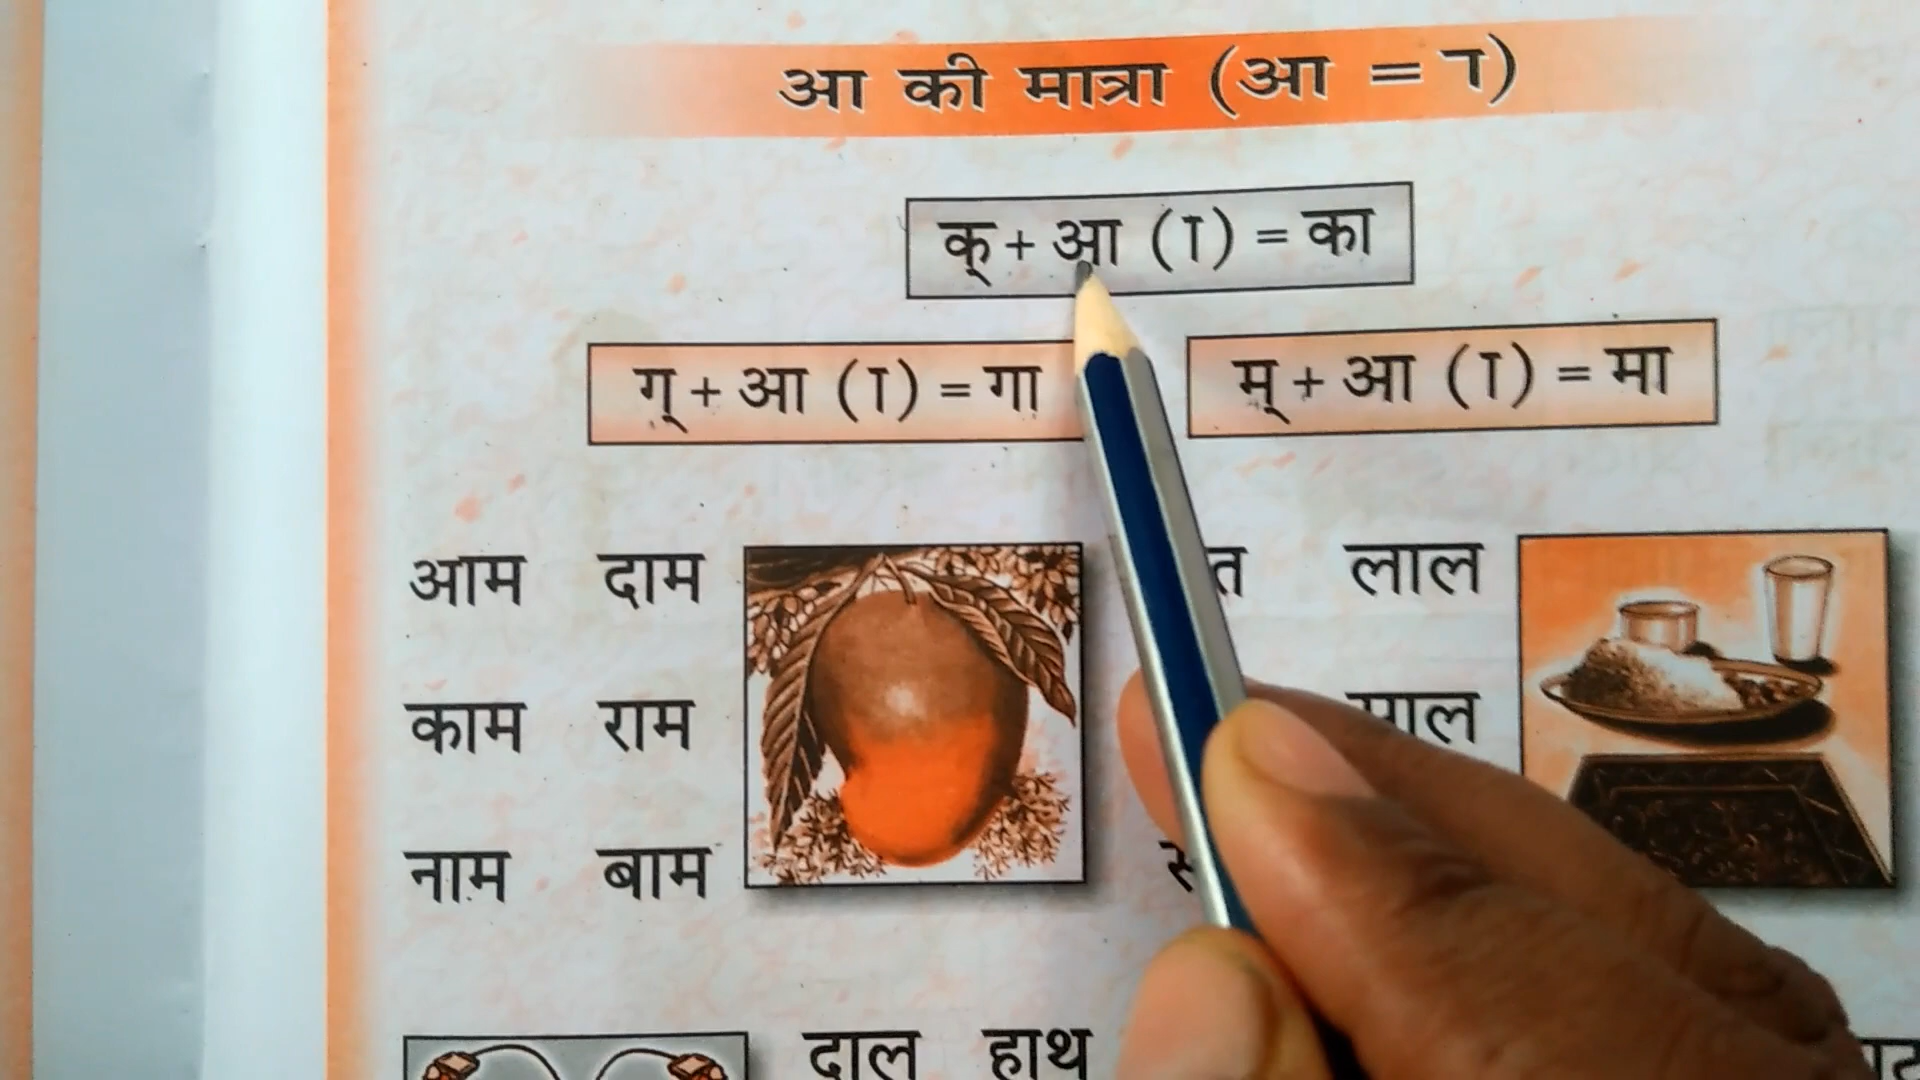 आ की मात्रा (आ = ा)
क् + आ (ा) = का
ग् + आ (ा) = गा
म् + आ (ा) = मा
आम दाम लाल
काम राम
नाम बाम
दाल हाथ